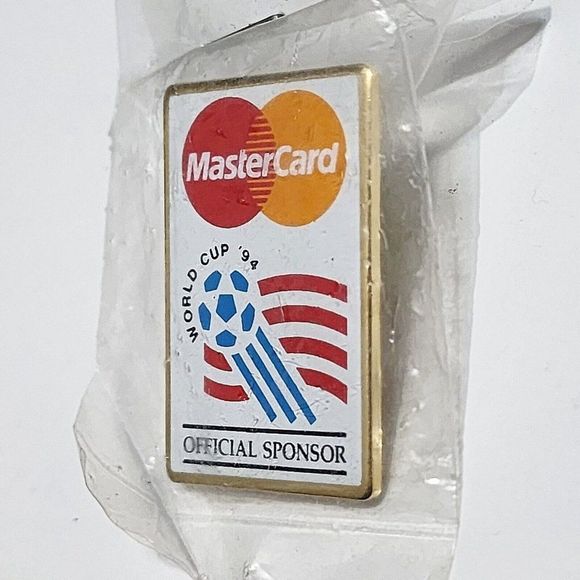 MasterCard
WORLD CUP '94
OFFICIAL SPONSOR